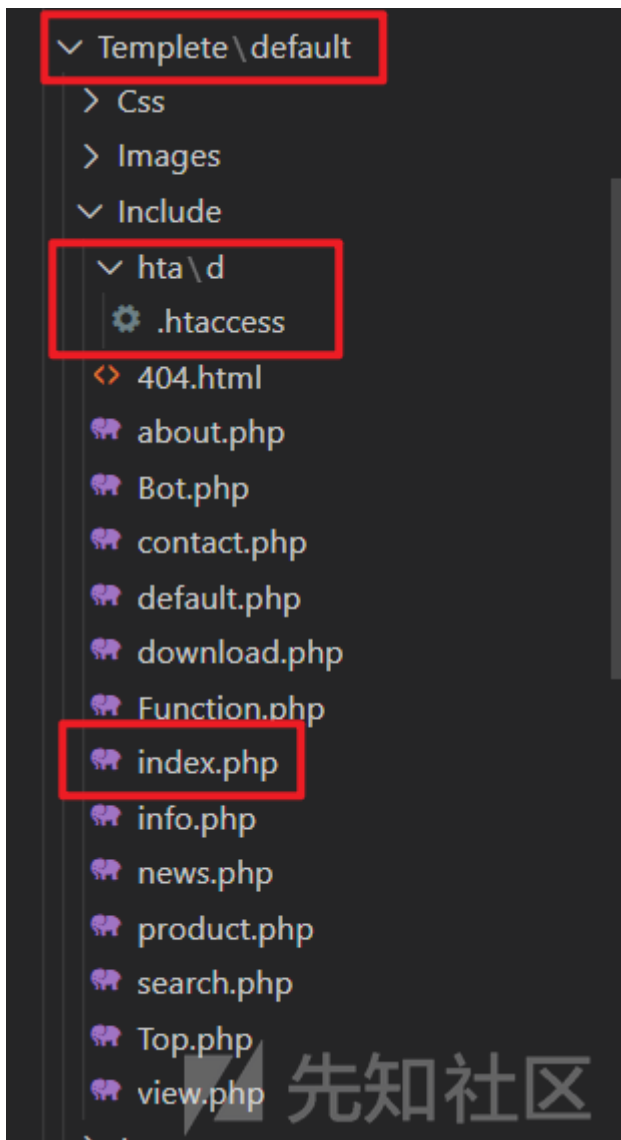 Templete\default
Css
Images
Include
hta\d
.htaccess
404.html
about.php
Bot.php
contact.php
default.php
download.php
Function.php
index.php
info.php
news.php
product.php
search.php
Top.php
view.php
先知社区